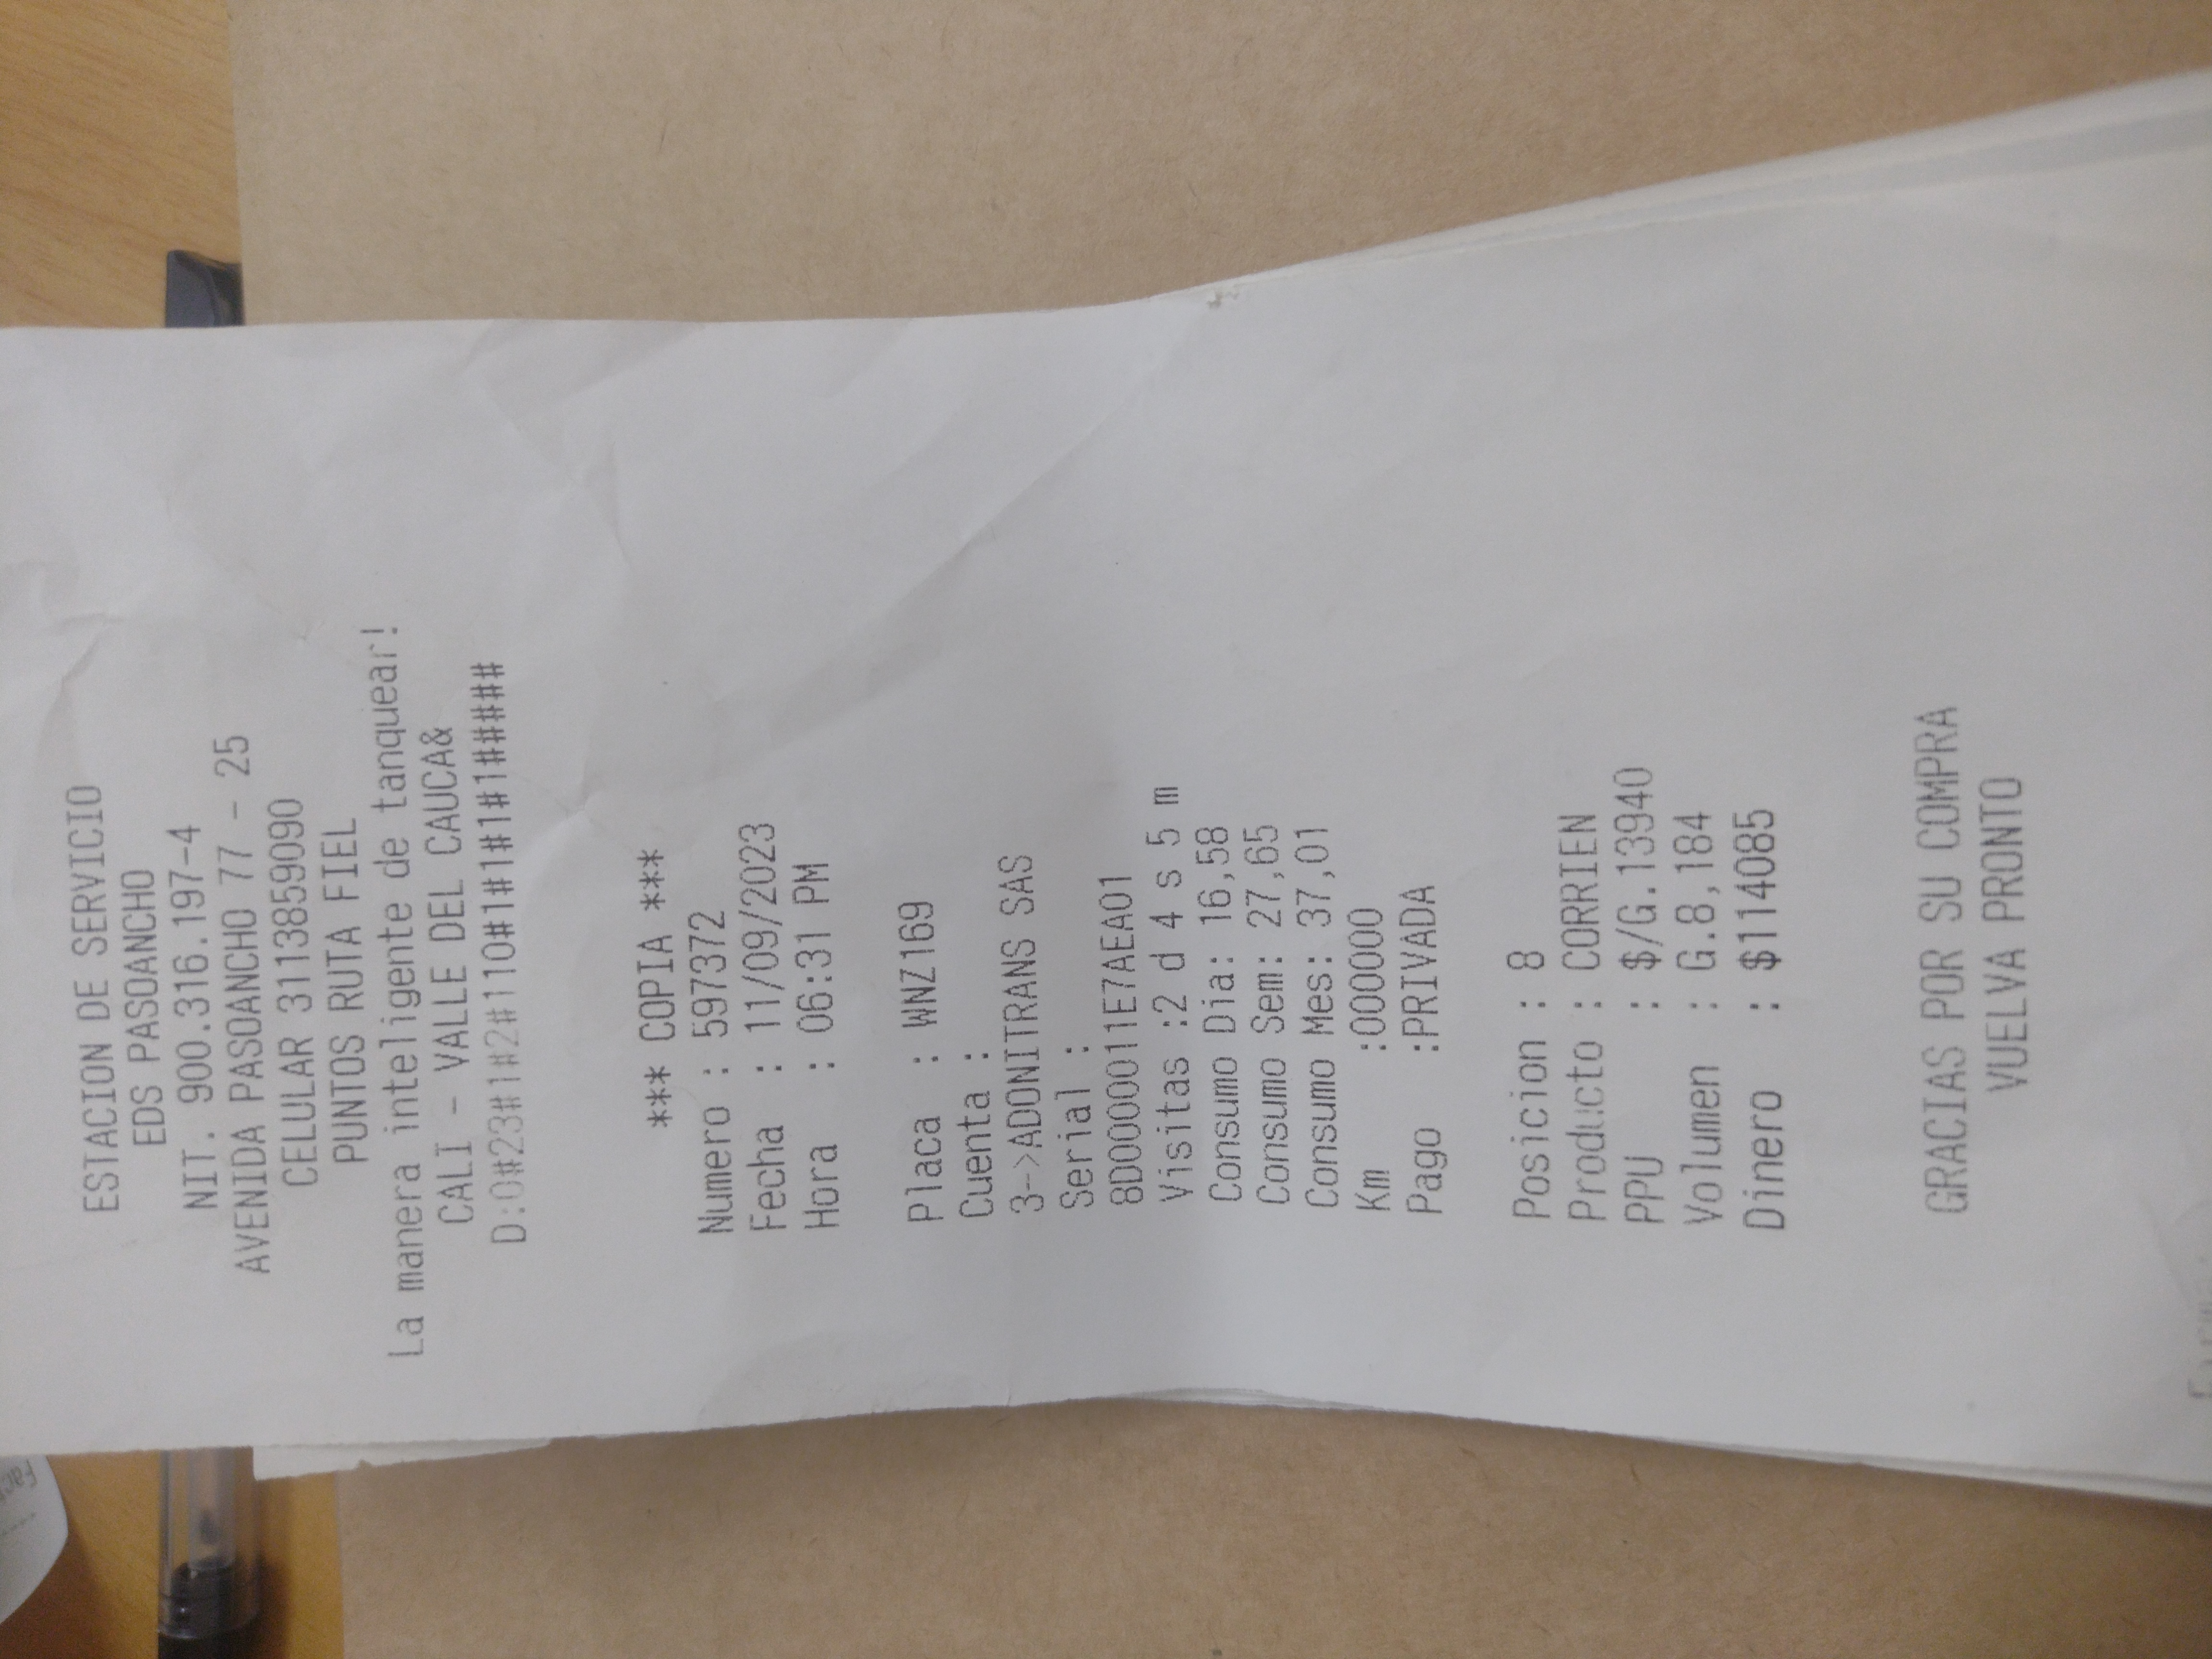 ESTACION DE SERVICIO
EDS PASOANCHO
NIT. 900.316.197-4
AVENIDA PASOANCHO 77 - 25
CELULAR 3113859090
PUNTOS RUTA FIEL
La manera inteligente de tanquear!
CALI - VALLE DEL CAUCA&
D:0#23#1#2#110#1#1#1#1#####
*** COPIA ***
Numero : 597372
Fecha : 11/09/2023
Hora : 06:31 PM
Placa : WNZ169
Cuenta :
3-->ADONITRANS SAS
Serial :
8D000011E7AEA01
Visitas :2 d 4 s 5 m
Consumo Dia: 16,58
Consumo Sem: 27,65
Consumo Mes: 37,01
Km :000000
Pago :PRIVADA
Posicion : 8
Producto : CORRIEN
PPU : $/G.13940
Volumen : G.8,184
Dinero : $114085
GRACIAS POR SU COMPRA
VUELVA PRONTO